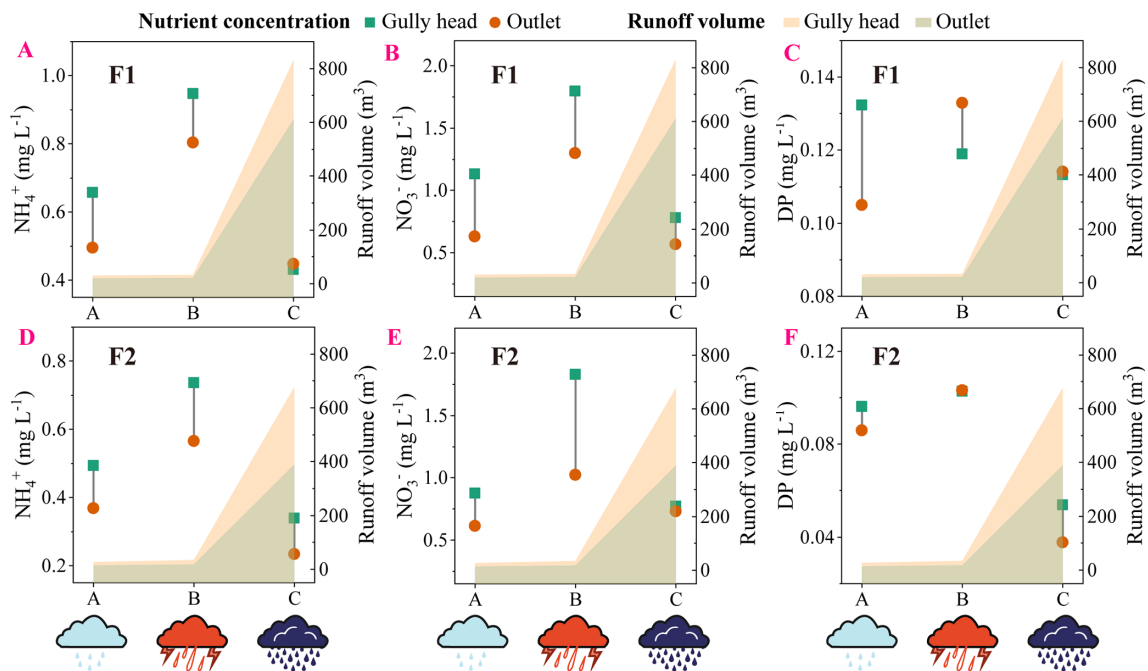 Nutrient concentration Gully head Outlet Runoff volume Gully head Outlet
A
F1
NH₄⁺ (mg L⁻¹)
1.0
0.8
0.6
0.4
800
600
400
200
0
Runoff volume (m³)
A B C
B
F1
NO₃⁻ (mg L⁻¹)
2.0
1.5
1.0
0.5
800
600
400
200
0
Runoff volume (m³)
A B C
C
F1
DP (mg L⁻¹)
0.14
0.12
0.10
0.08
800
600
400
200
0
Runoff volume (m³)
A B C
D
F2
NH₄⁺ (mg L⁻¹)
0.8
0.6
0.4
0.2
800
600
400
200
0
Runoff volume (m³)
A B C
E
F2
NO₃⁻ (mg L⁻¹)
2.0
1.5
1.0
0.5
800
600
400
200
0
Runoff volume (m³)
A B C
F
F2
DP (mg L⁻¹)
0.12
0.08
0.04
800
600
400
200
0
Runoff volume (m³)
A B C